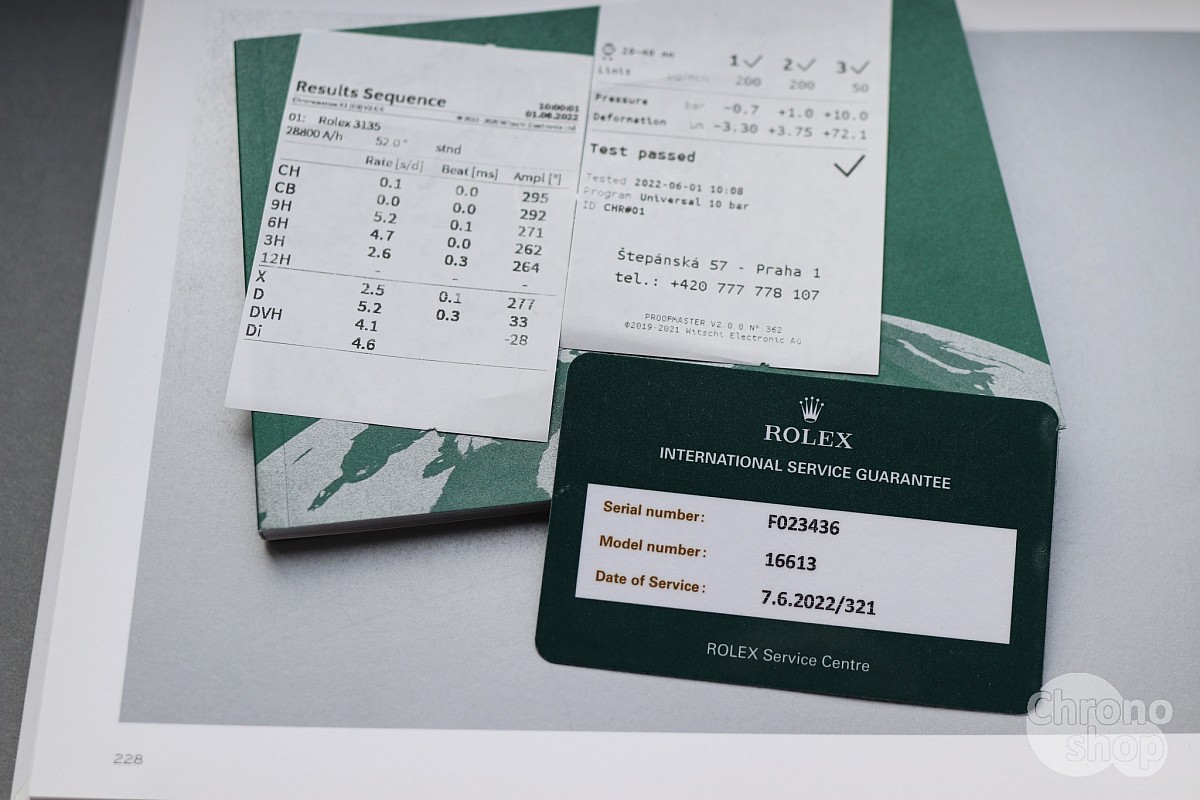 Results Sequence
10:00:01
01.06.2022
01: Rolex 3135
28800 A/h 52.0° stnd
Rate [s/d] Beat [ms] Ampl [°]
CH 0.1 0.0 295
CB 0.0 0.0 292
9H 5.2 0.1 271
6H 4.7 0.0 262
3H 2.6 0.3 264
12H - - -
X 2.5 0.1 277
D 5.2 0.3 33
DVH 4.1 -28
Di 4.6
1 ✓ 2 ✓ 3 ✓
Limit µg/min 200 200 50
Pressure bar -0.7 +1.0 +10.0
Deformation µm -3.30 +3.75 +72.1
Test passed ✓
Tested 2022-06-01 10:08
Program Universal 10 bar
ID CHR#01
Štepánská 57 - Praha 1
tel.: +420 777 778 107
PROOFMASTER V2.0.0 N° 362
©2019-2021 Witschi Electronic AG
ROLEX
INTERNATIONAL SERVICE GUARANTEE
Serial number: F023436
Model number: 16613
Date of Service: 7.6.2022/321
ROLEX Service Centre
228
Chrono
shop